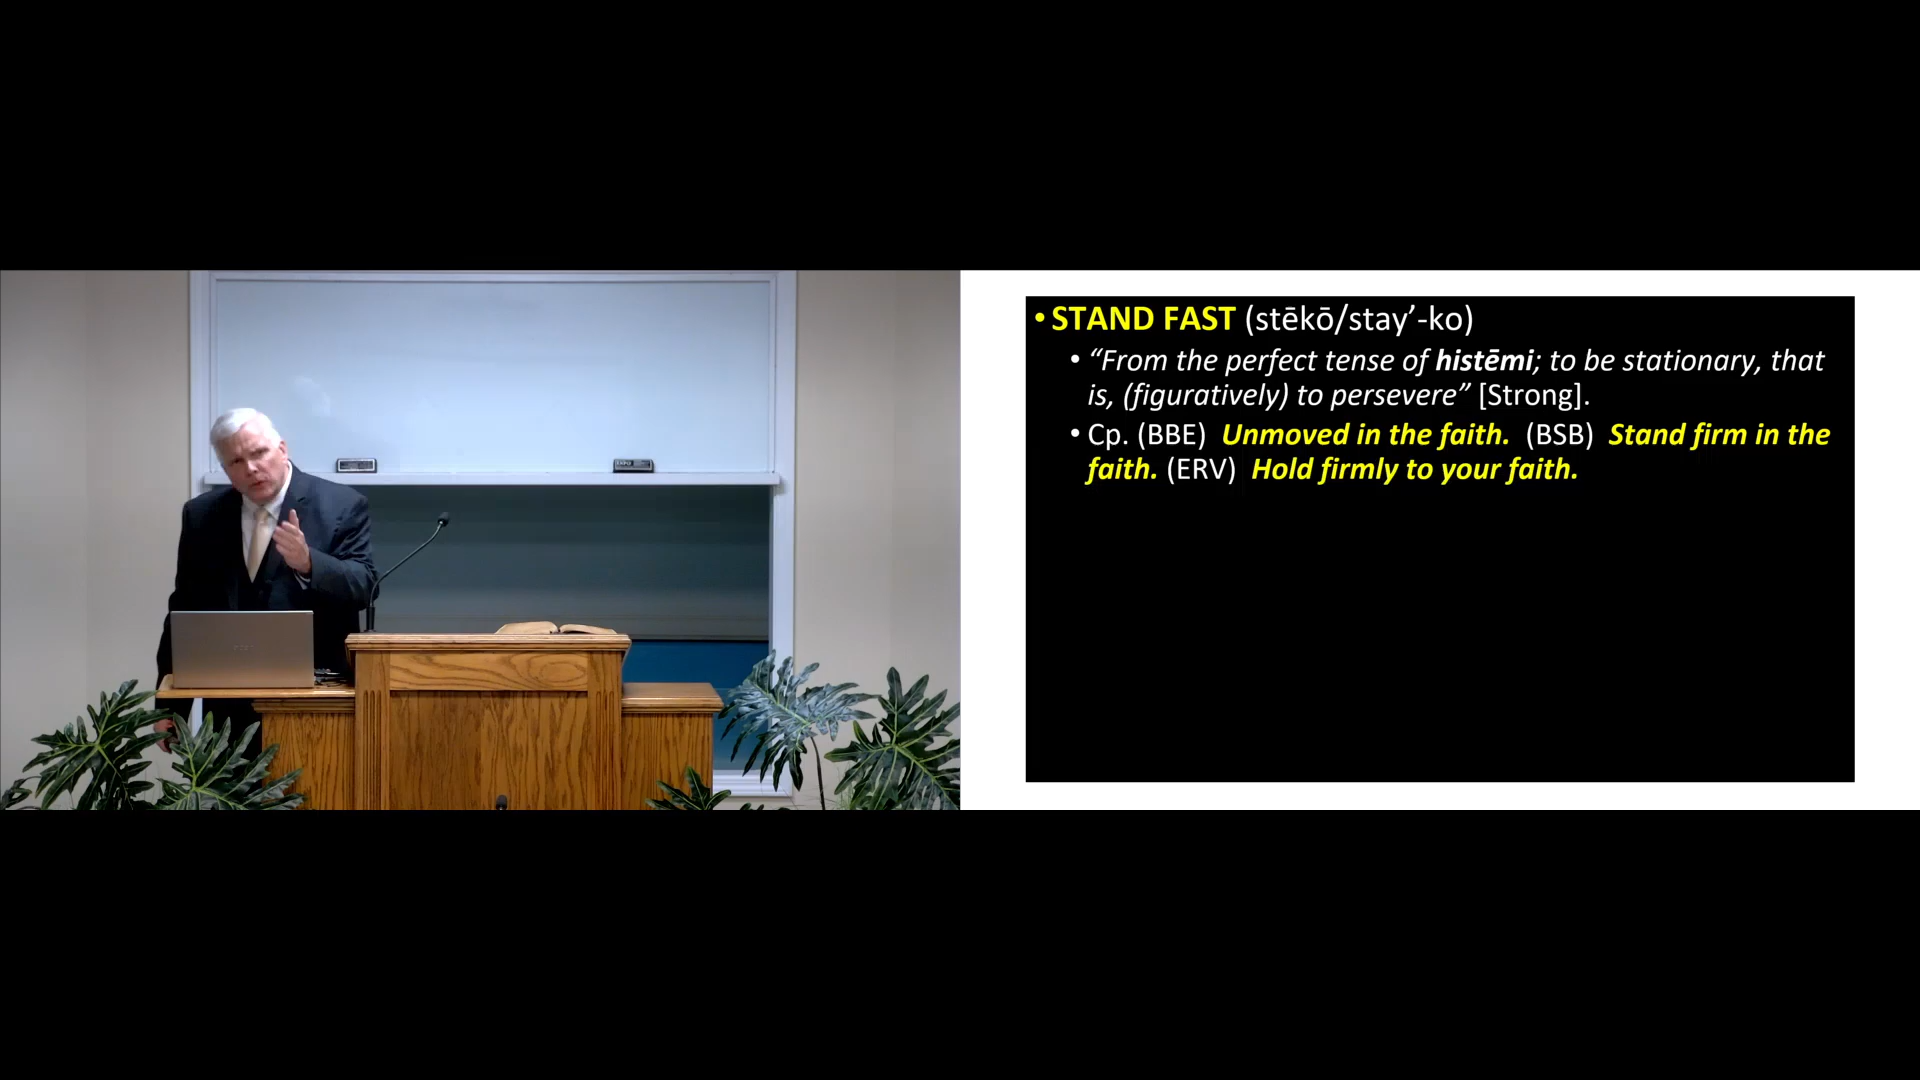 • STAND FAST (stēkō/stay’-ko)
• “From the perfect tense of histēmi; to be stationary, that
is, (figuratively) to persevere” [Strong].
• Cp. (BBE) Unmoved in the faith. (BSB) Stand firm in the
faith. (ERV) Hold firmly to your faith.